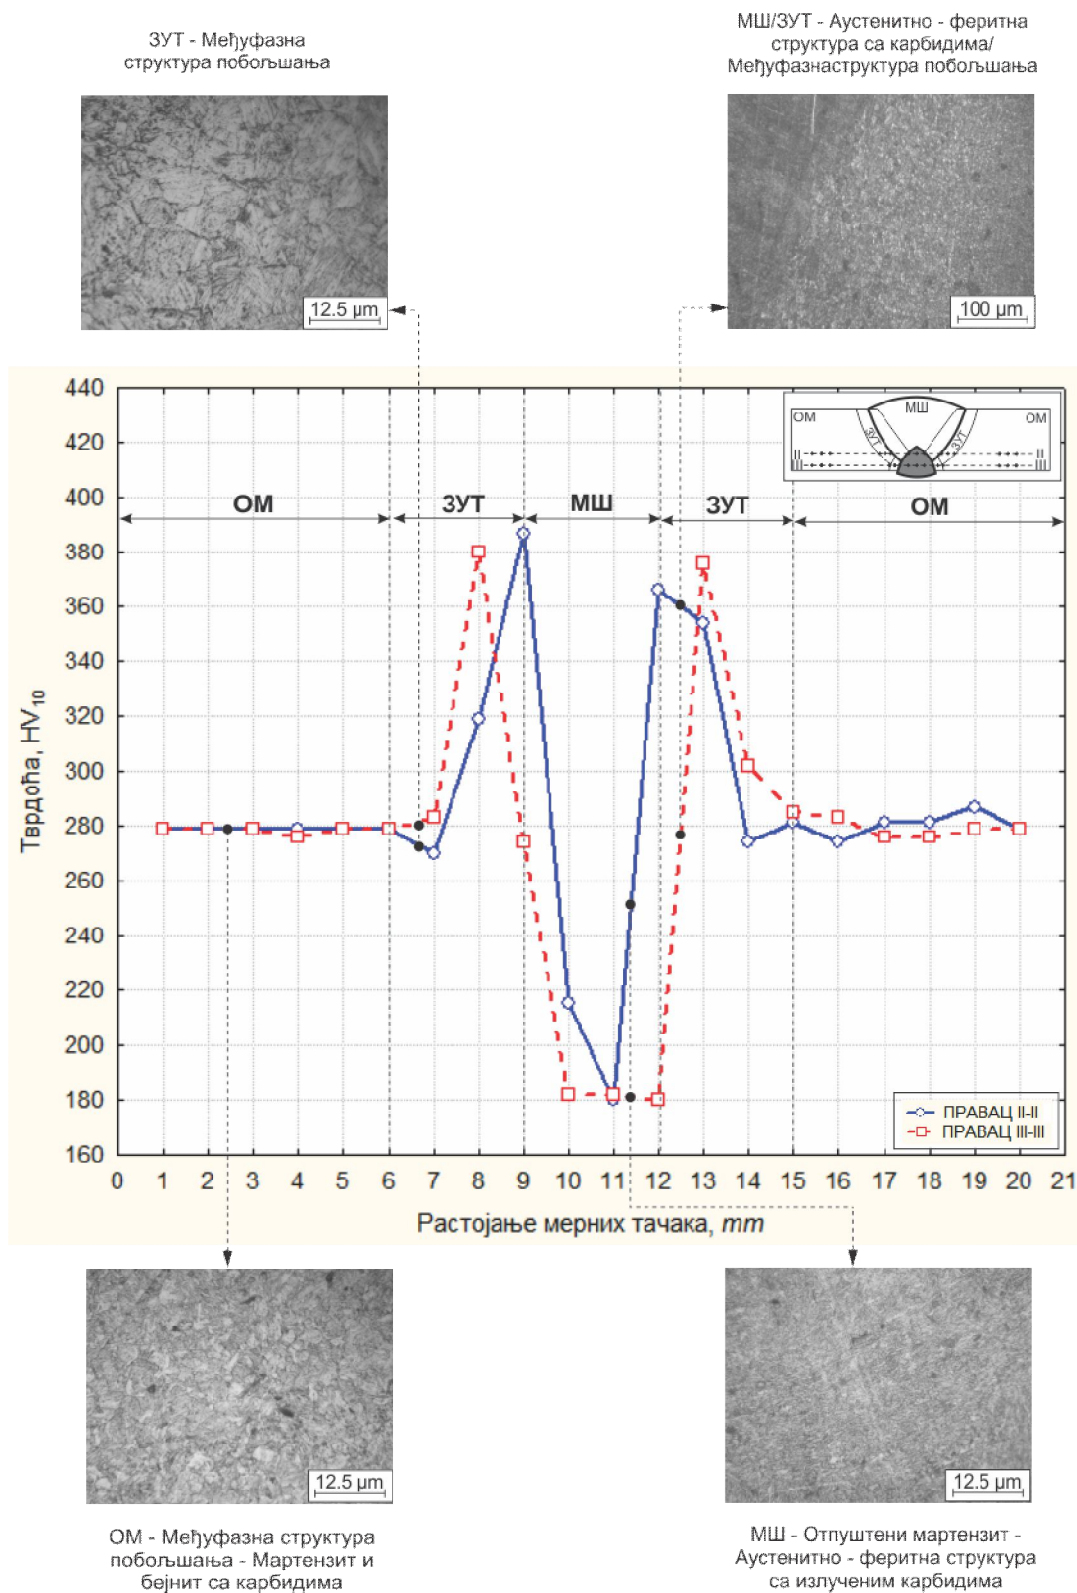 ЗУТ - Међуфазна
структура побољшања
МШ/ЗУТ - Аустенитно - феритна
структура са карбидима/
Међуфазнаструктура побољшања
12.5 µm
100 µm
440
420
400
380
360
340
320
300
280
260
240
220
200
180
160
Тврдоћа, HV10
ОМ
ЗУТ
МШ
ЗУТ
ОМ
ОМ
МШ
ОМ
ЗУТ
ЗУТ
II
II
III
III
ПРАВАЦ II-II
ПРАВАЦ III-III
0 1 2 3 4 5 6 7 8 9 10 11 12 13 14 15 16 17 18 19 20 21
Растојање мерних тачака, mm
12.5 µm
12.5 µm
ОМ - Међуфазна структура
побољшања - Мартензит и
бејнит са карбидима
МШ - Отпуштени мартензит -
Аустенитно - феритна структура
са излученим карбидима